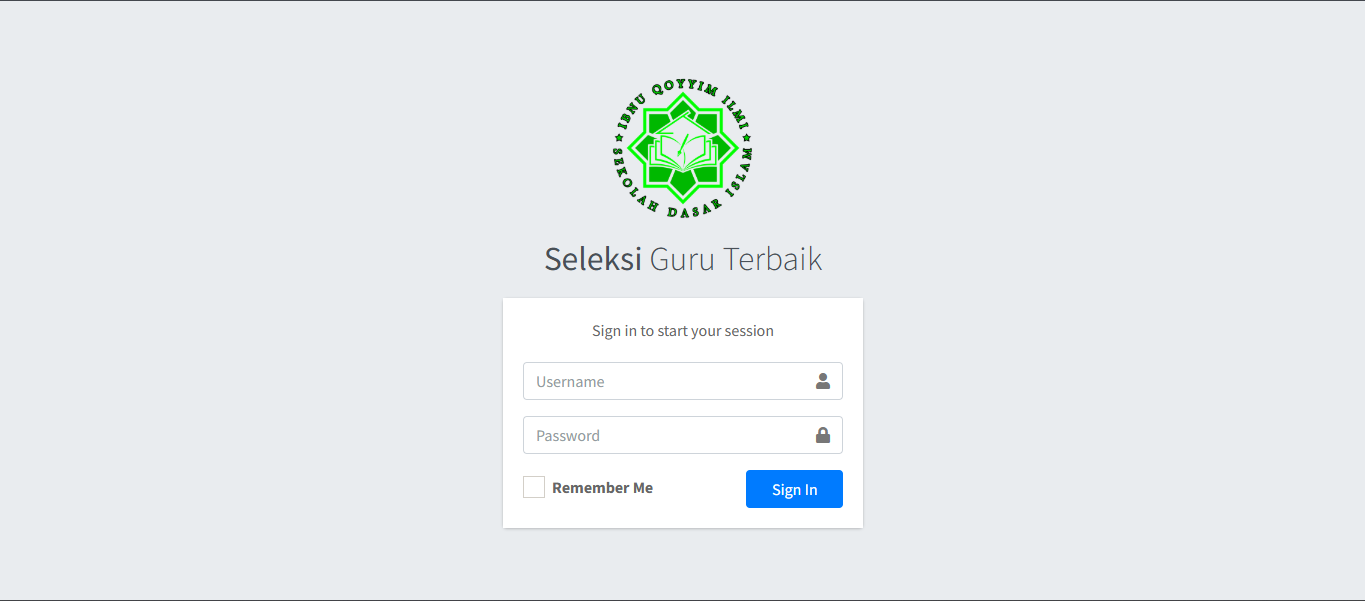 IBNU QOYYIM ILMI
SEKOLAH DASAR ISLAM
Seleksi Guru Terbaik
Sign in to start your session
Username
Password
Remember Me
Sign In